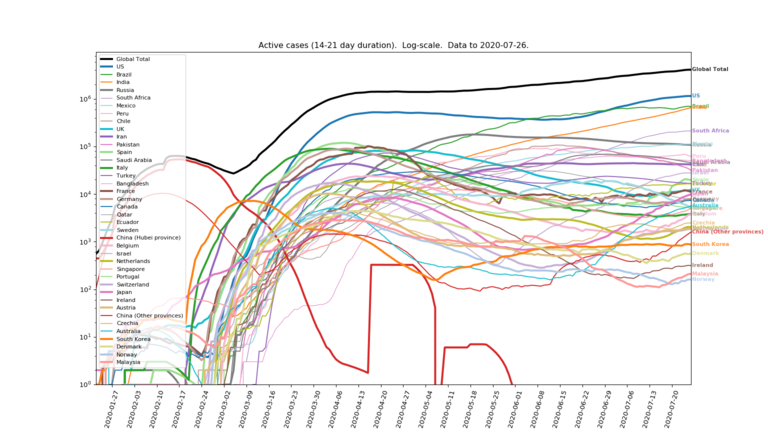 Active cases (14-21 day duration). Log-scale. Data to 2020-07-26.
Global Total
US
Brazil
India
Russia
South Africa
Mexico
Peru
Chile
UK
Iran
Pakistan
Spain
Saudi Arabia
Italy
Turkey
Bangladesh
France
Germany
Canada
Qatar
Ecuador
Sweden
China (Hubei province)
Belgium
Israel
Netherlands
Singapore
Portugal
Switzerland
Japan
Ireland
Austria
China (Other provinces)
Czechia
Australia
South Korea
Denmark
Norway
Malaysia
10⁶
10⁵
10⁴
10³
10²
10¹
10⁰
Global Total
US
Brazil
South Africa
Pakistan
Turkey
France
Canada
Australia
Italy
Czechia
Netherlands
China (Other provinces)
South Korea
Denmark
Ireland
Malaysia
Norway
2020-01-27
2020-02-03
2020-02-10
2020-02-17
2020-02-24
2020-03-02
2020-03-09
2020-03-16
2020-03-23
2020-03-30
2020-04-06
2020-04-13
2020-04-20
2020-04-27
2020-05-04
2020-05-11
2020-05-18
2020-05-25
2020-06-01
2020-06-08
2020-06-15
2020-06-22
2020-06-29
2020-07-06
2020-07-13
2020-07-20